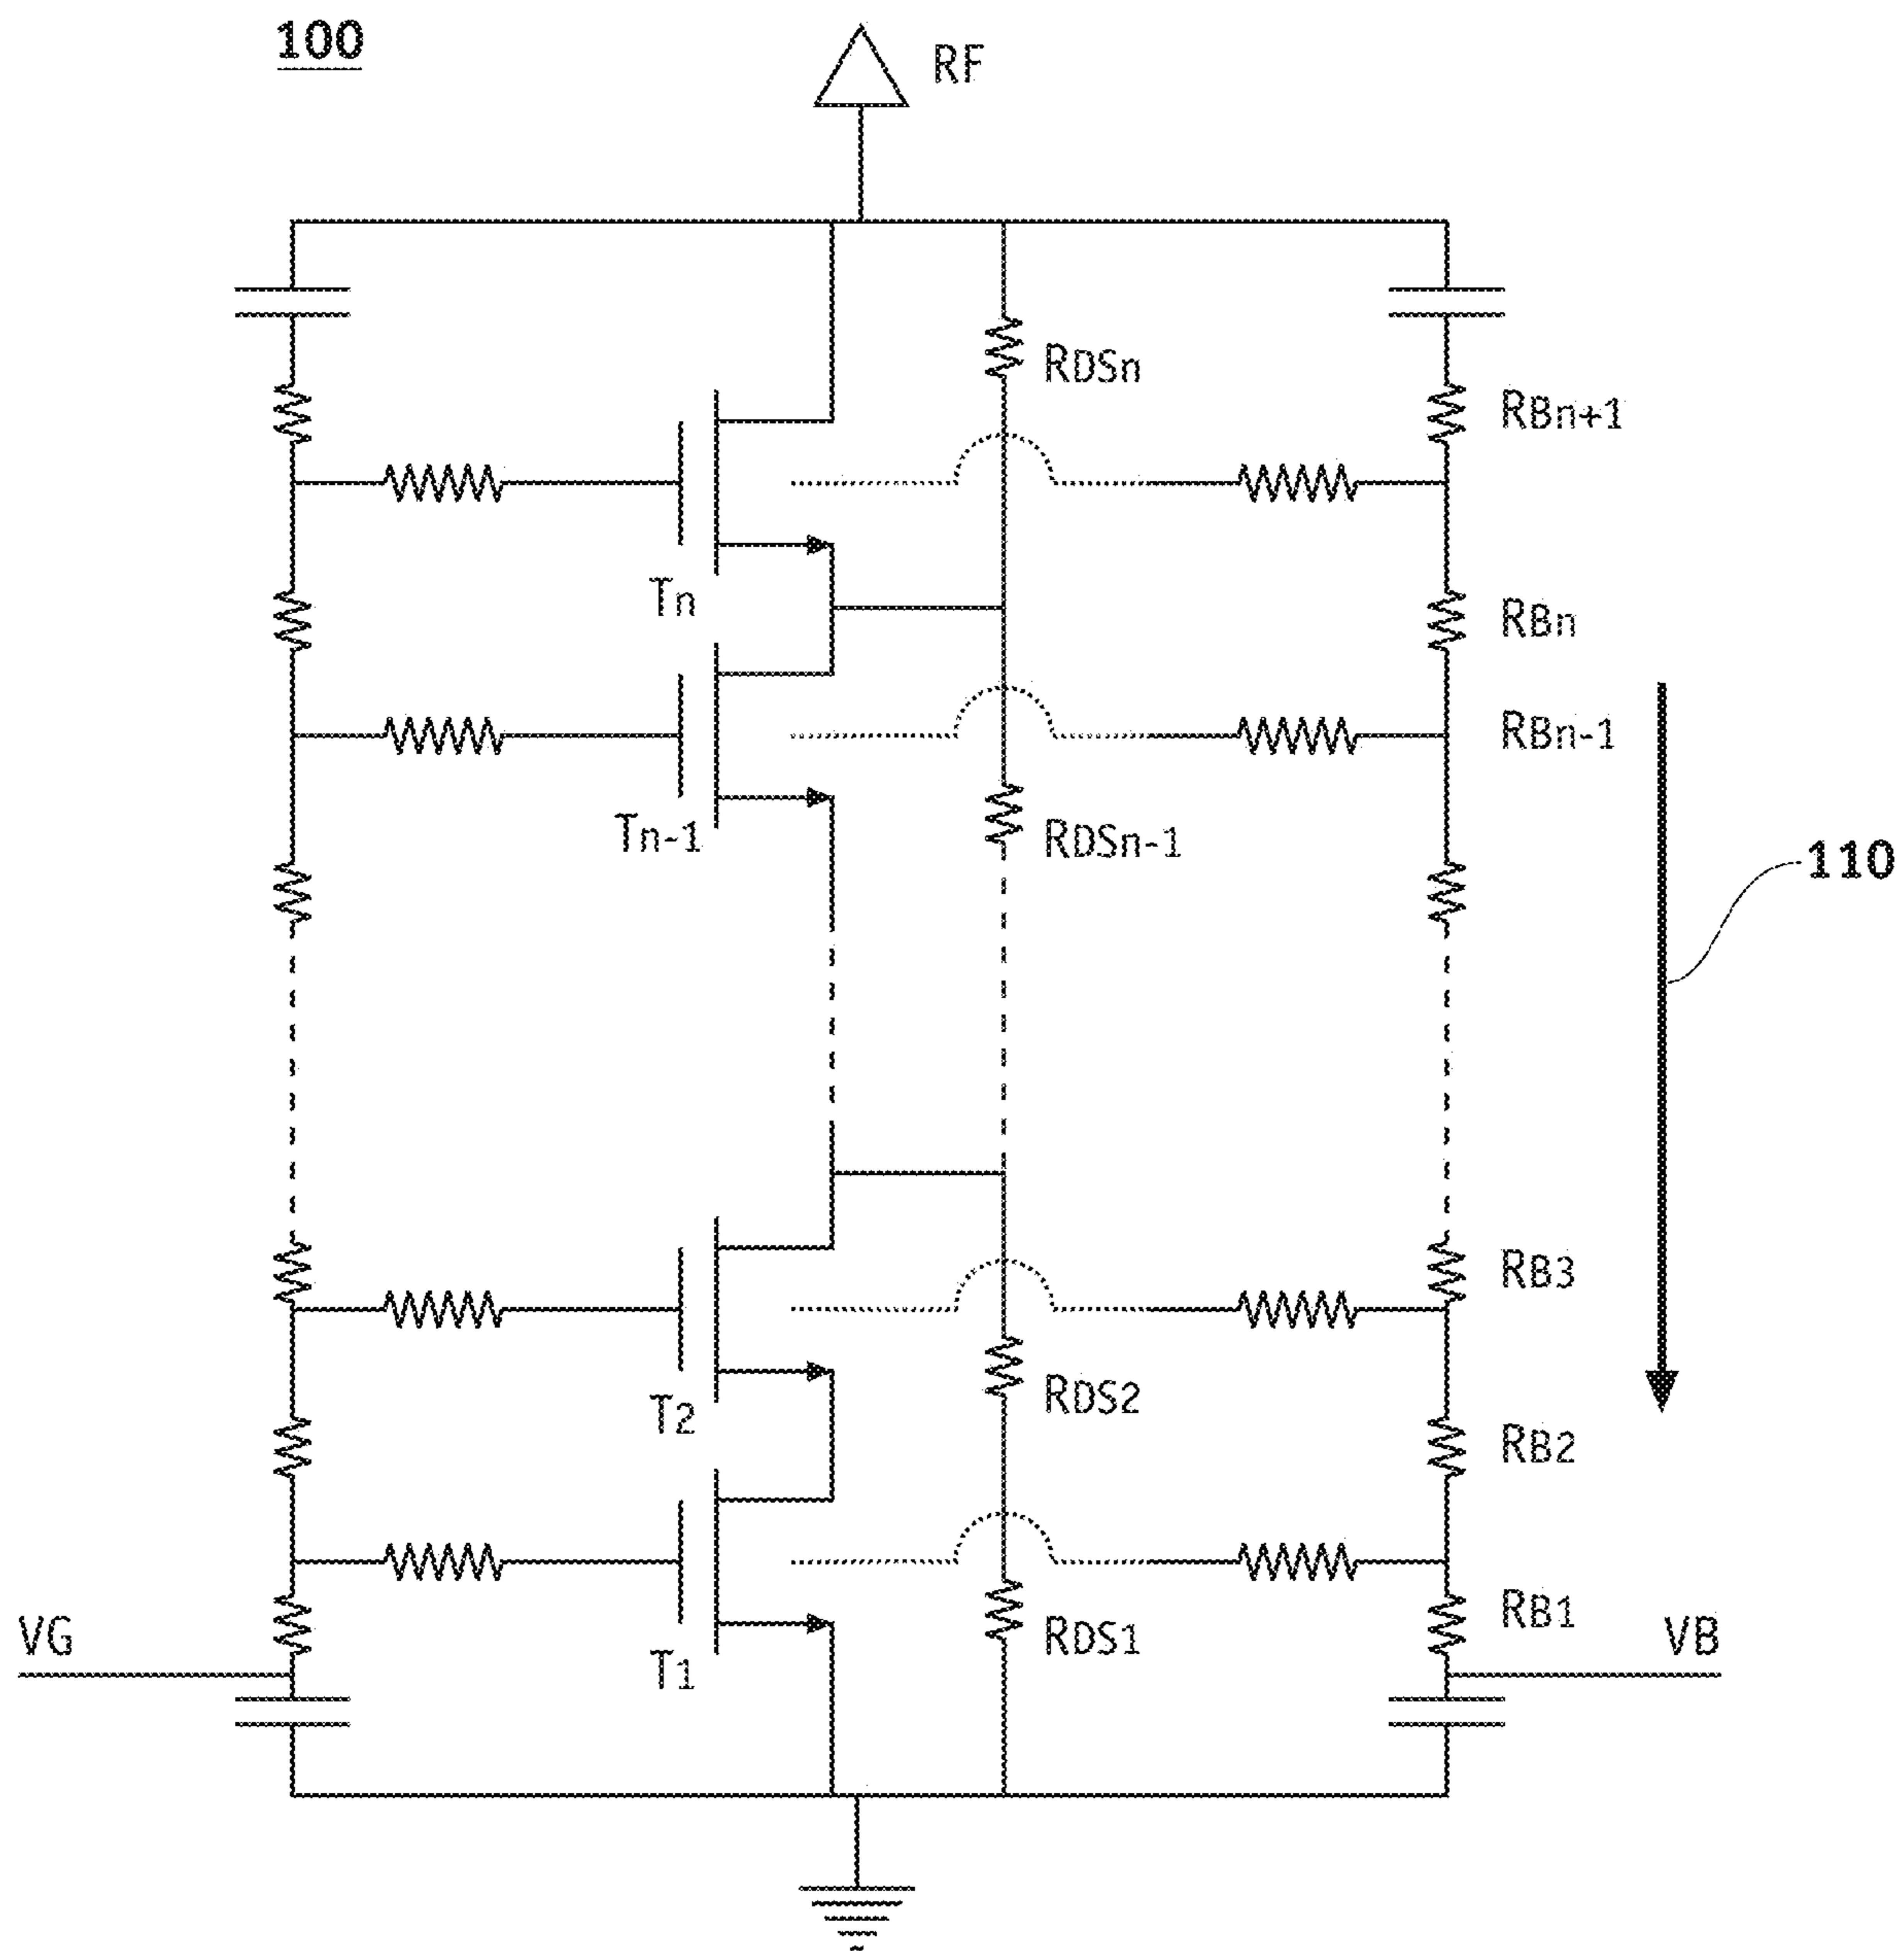 100
RF
RDSn
RBn+1
Tn
RBn
RBn-1
Tn-1
RDSn-1
110
RB3
T2
RDS2
RB2
RB1
VG
T1
RDS1
VB